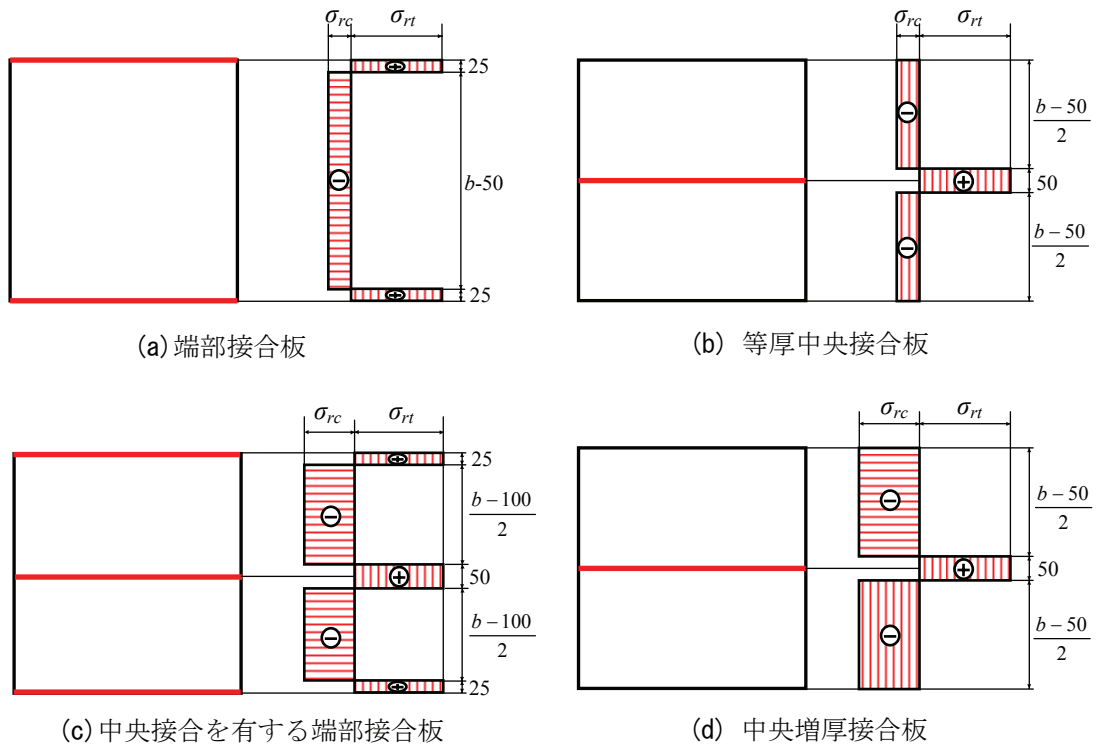 σrc σrt
25
b-50
25
(a) 端部接合板
σrc σrt
b − 50
2
50
b − 50
2
(b) 等厚中央接合板
σrc σrt
25
b − 100
2
50
b − 100
2
25
(c) 中央接合を有する端部接合板
σrc σrt
b − 50
2
50
b − 50
2
(d) 中央増厚接合板